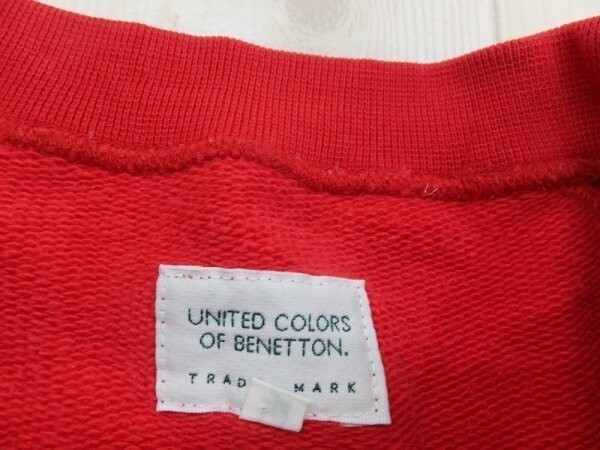 UNITED COLORS
OF BENETTON.
TRAD MARK